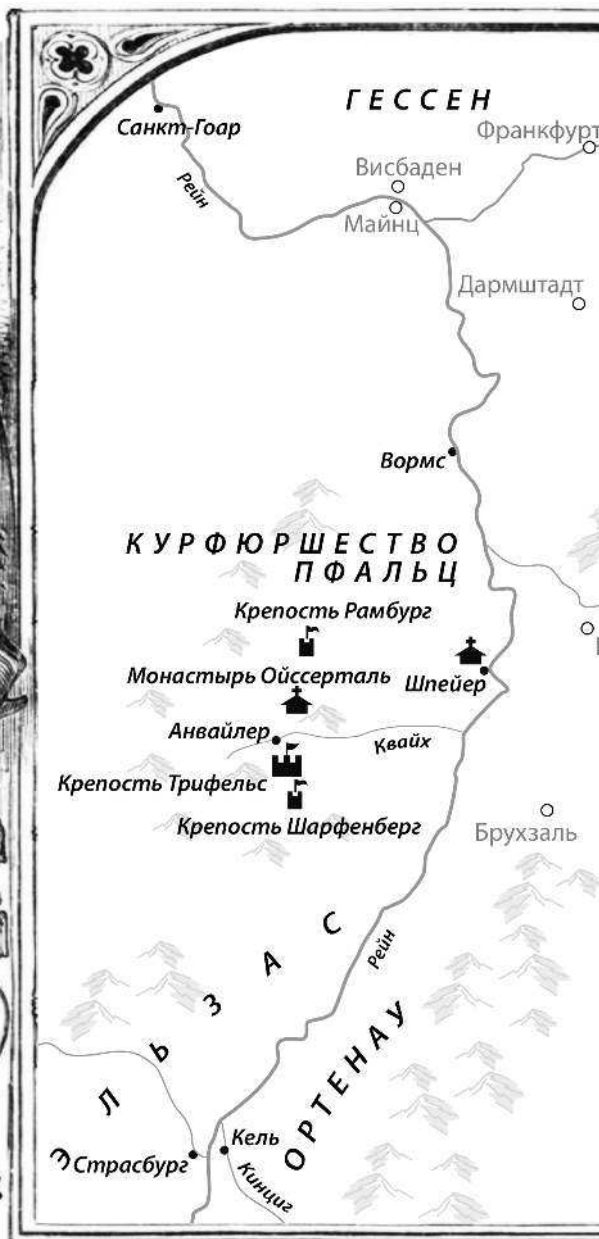 ГЕССЕН
Санкт-Гоар
Франкфурт
Рейн
Висбаден
Майнц
Дармштадт
Вормс
КУРФЮРШЕСТВО
ПФАЛЬЦ
Крепость Рамбург
Монастырь Ойссерталь
Шпейер
Анвайлер
Квайх
Крепость Трифельс
Крепость Шарфенберг
Брухзаль
ЭЛЬЗАС
Рейн
ОРТЕНАУ
Страсбург
Кель
Кинциг